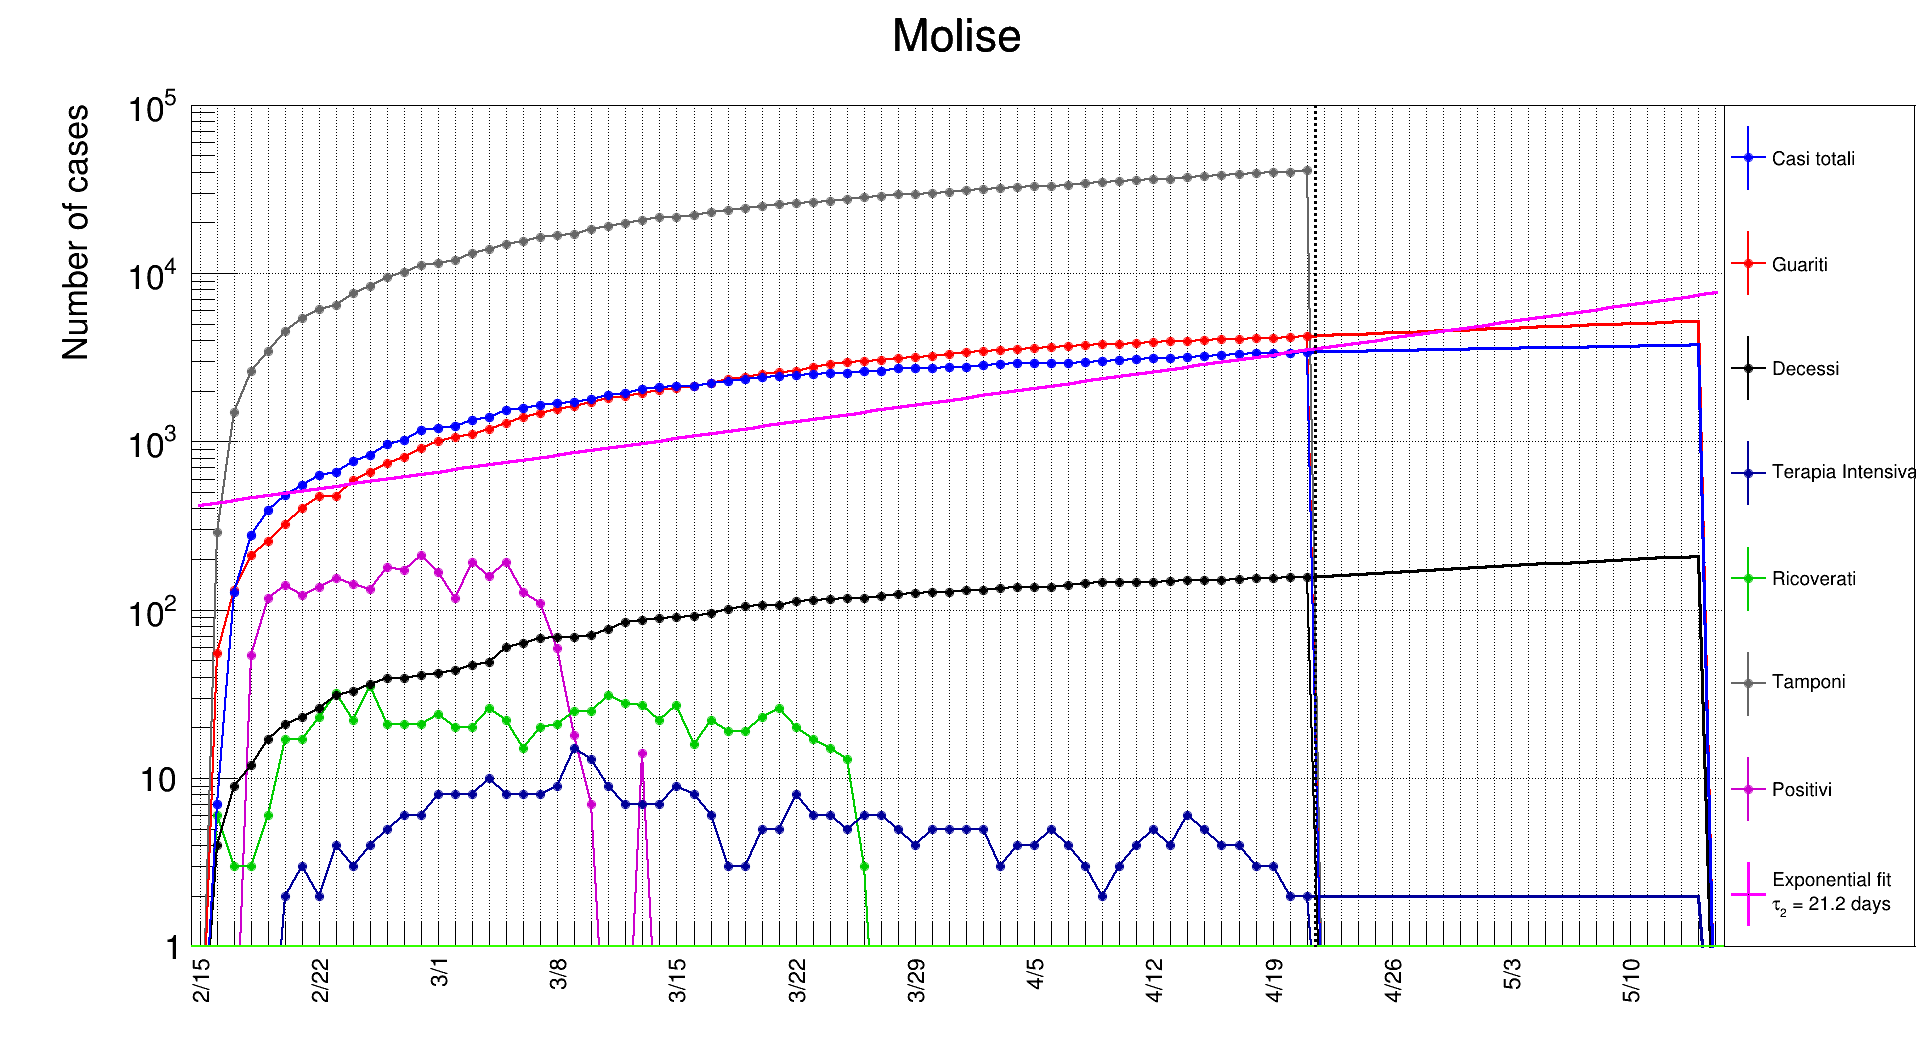 Molise
Number of cases
10^5
10^4
10^3
10^2
10
1
2/15
2/22
3/1
3/8
3/15
3/22
3/29
4/5
4/12
4/19
4/26
5/3
5/10
Casi totali
Guariti
Decessi
Terapia Intensiva
Ricoverati
Tamponi
Positivi
Exponential fit
τ_2 = 21.2 days